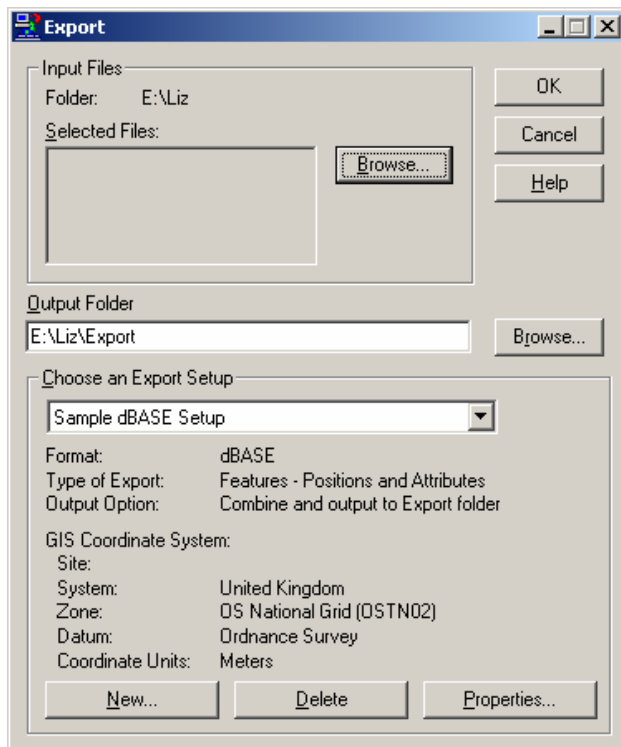 Export
Input Files
Folder: E:\Liz
Selected Files:
Browse...
OK
Cancel
Help
Output Folder
E:\Liz\Export
Browse...
Choose an Export Setup
Sample dBASE Setup
Format: dBASE
Type of Export: Features - Positions and Attributes
Output Option: Combine and output to Export folder
GIS Coordinate System:
Site:
System: United Kingdom
Zone: OS National Grid (OSTN02)
Datum: Ordnance Survey
Coordinate Units: Meters
New... Delete Properties...